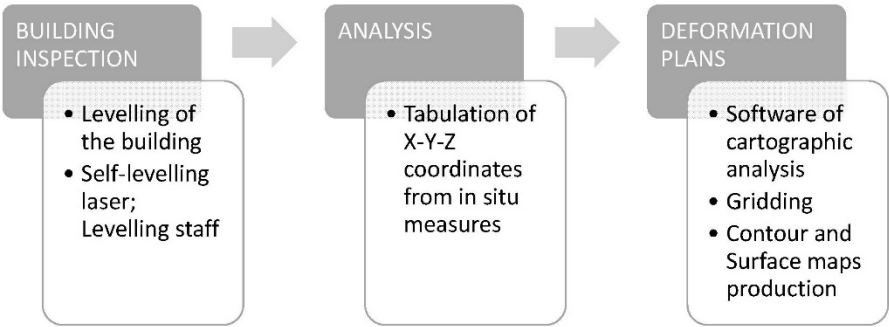 BUILDING
INSPECTION
• Levelling of
the building
• Self-levelling
laser;
Levelling staff
ANALYSIS
• Tabulation of
X-Y-Z
coordinates
from in situ
measures
DEFORMATION
PLANS
• Software of
cartographic
analysis
• Gridding
• Contour and
Surface maps
production